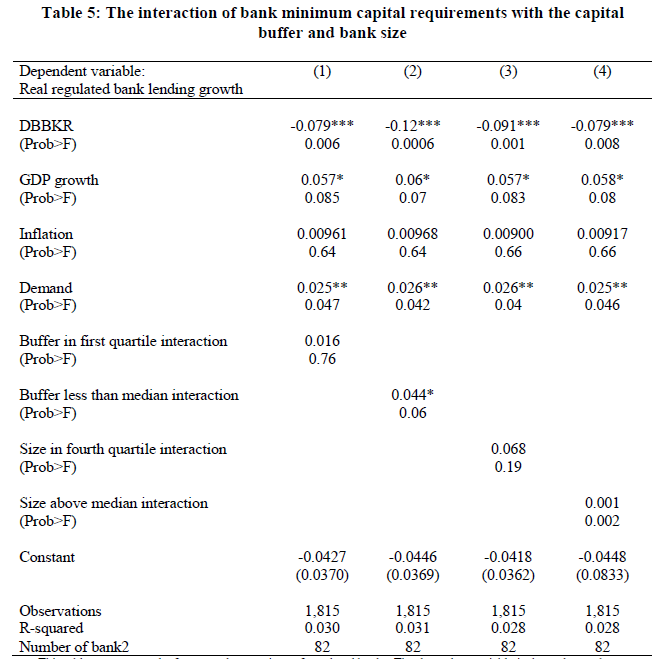 Table 5: The interaction of bank minimum capital requirements with the capital
buffer and bank size
Dependent variable: (1) (2) (3) (4)
Real regulated bank lending growth
DBBKR -0.079*** -0.12*** -0.091*** -0.079***
(Prob>F) 0.006 0.0006 0.001 0.008
GDP growth 0.057* 0.06* 0.057* 0.058*
(Prob>F) 0.085 0.07 0.083 0.08
Inflation 0.00961 0.00968 0.00900 0.00917
(Prob>F) 0.64 0.64 0.66 0.66
Demand 0.025** 0.026** 0.026** 0.025**
(Prob>F) 0.047 0.042 0.04 0.046
Buffer in first quartile interaction 0.016
(Prob>F) 0.76
Buffer less than median interaction 0.044*
(Prob>F) 0.06
Size in fourth quartile interaction 0.068
(Prob>F) 0.19
Size above median interaction 0.001
(Prob>F) 0.002
Constant -0.0427 -0.0446 -0.0418 -0.0448
(0.0370) (0.0369) (0.0362) (0.0833)
Observations 1,815 1,815 1,815 1,815
R-squared 0.030 0.031 0.028 0.028
Number of bank2 82 82 82 82